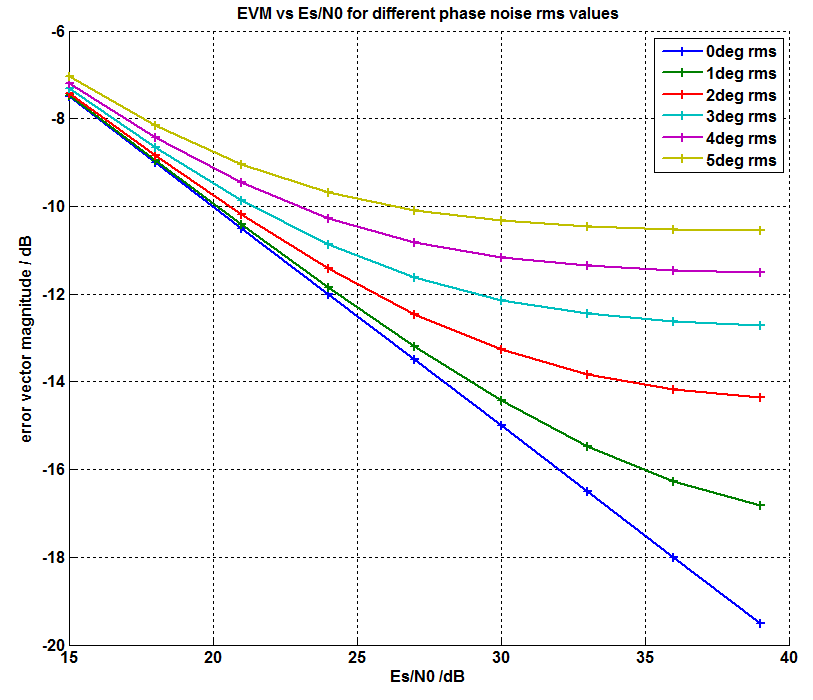 EVM vs Es/N0 for different phase noise rms values
0deg rms
1deg rms
2deg rms
3deg rms
4deg rms
5deg rms
error vector magnitude / dB
-6
-8
-10
-12
-14
-16
-18
-20
15
20
25
30
35
40
Es/N0 /dB